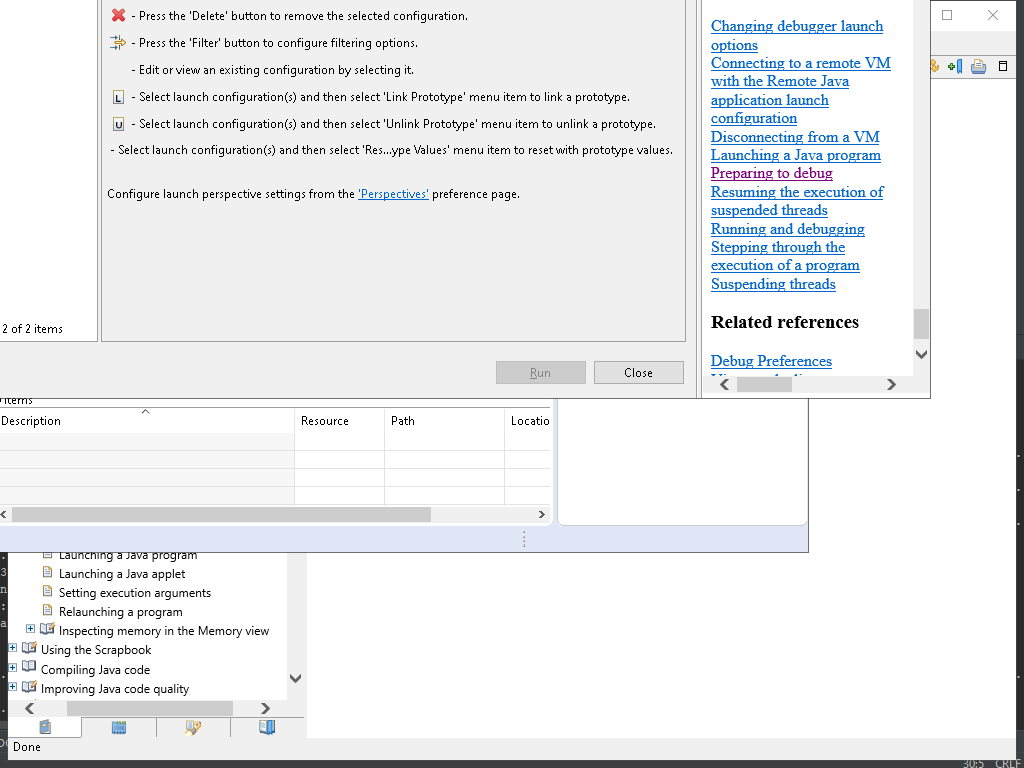 - Press the 'Delete' button to remove the selected configuration.
- Press the 'Filter' button to configure filtering options.
- Edit or view an existing configuration by selecting it.
L - Select launch configuration(s) and then select 'Link Prototype' menu item to link a prototype.
U - Select launch configuration(s) and then select 'Unlink Prototype' menu item to unlink a prototype.
- Select launch configuration(s) and then select 'Res...ype Values' menu item to reset with prototype values.
Configure launch perspective settings from the 'Perspectives' preference page.
2 of 2 items
Run
Close
Changing debugger launch
options
Connecting to a remote VM
with the Remote Java
application launch
configuration
Disconnecting from a VM
Launching a Java program
Preparing to debug
Resuming the execution of
suspended threads
Running and debugging
Stepping through the
execution of a program
Suspending threads
Related references
Debug Preferences
items
Description
Resource
Path
Locatio
Launching a Java program
Launching a Java applet
Setting execution arguments
Relaunching a program
Inspecting memory in the Memory view
Using the Scrapbook
Compiling Java code
Improving Java code quality
Done
30:5 CRLF